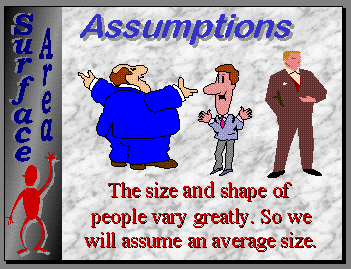 Surface
Area
Assumptions
The size and shape of
people vary greatly. So we
will assume an average size.